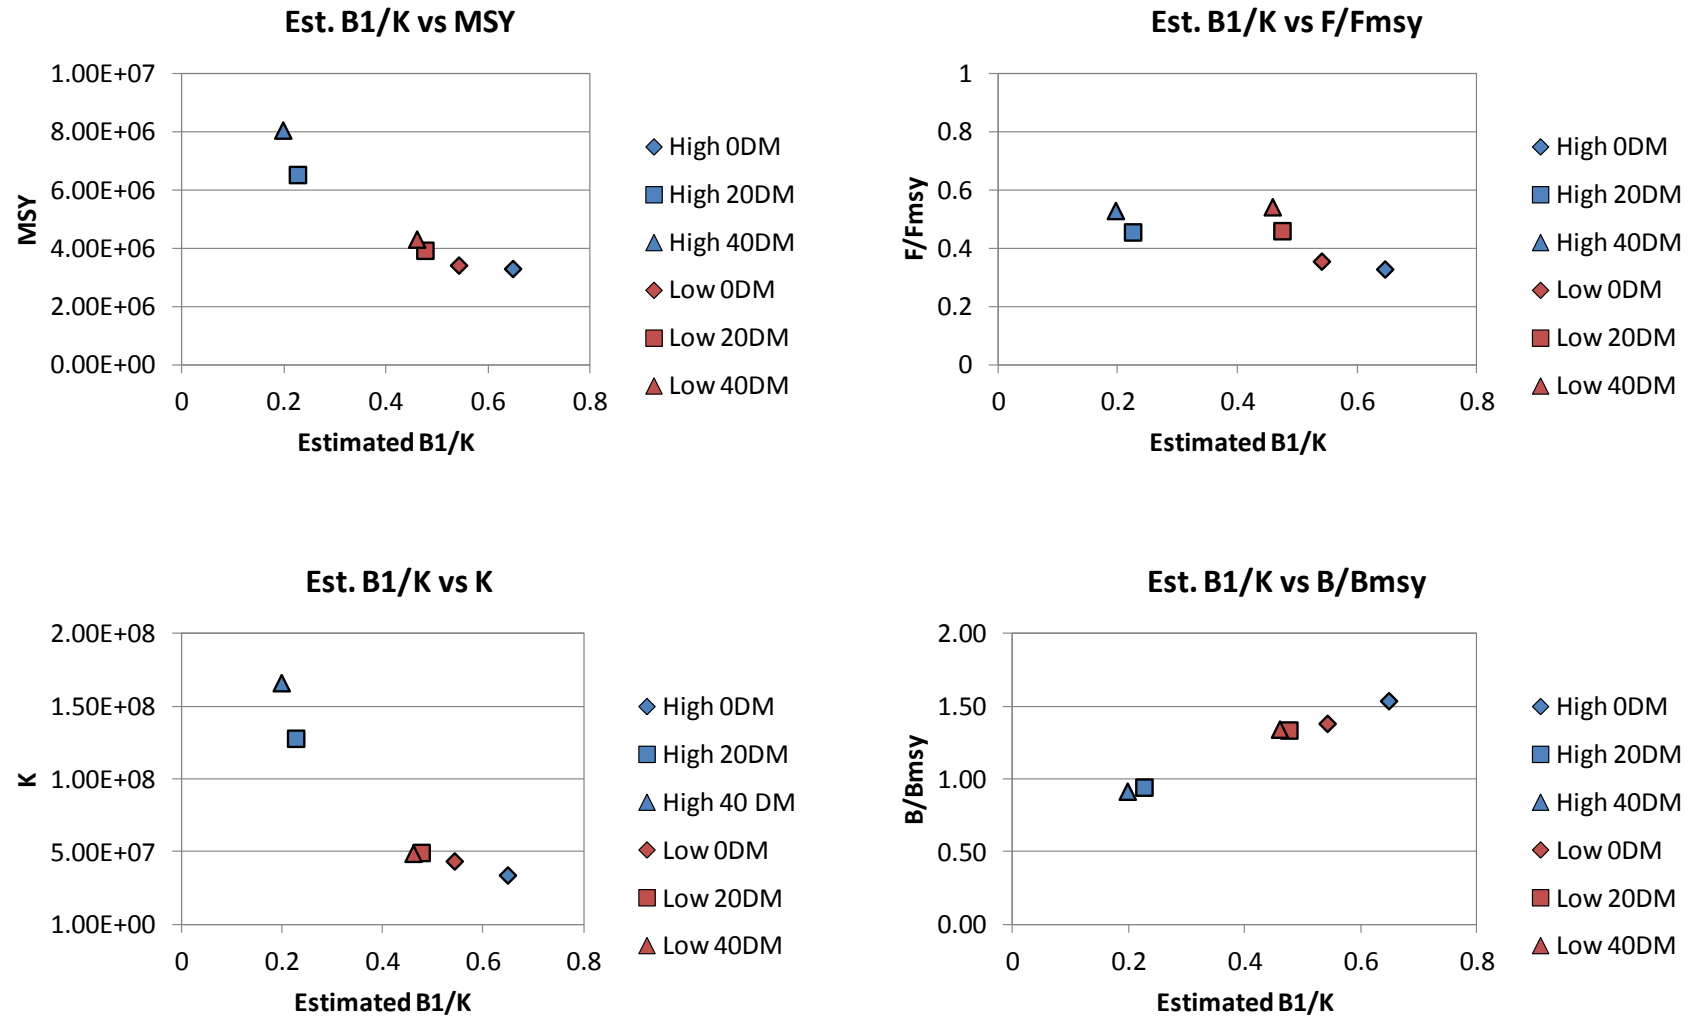 Est. B1/K vs MSY
1.00E+07
8.00E+06
6.00E+06
4.00E+06
2.00E+06
0.00E+00
MSY
0 0.2 0.4 0.6 0.8
Estimated B1/K
High 0DM
High 20DM
High 40DM
Low 0DM
Low 20DM
Low 40DM
Est. B1/K vs F/Fmsy
1
0.8
0.6
0.4
0.2
0
F/Fmsy
0 0.2 0.4 0.6 0.8
Estimated B1/K
High 0DM
High 20DM
High 40DM
Low 0DM
Low 20DM
Low 40DM
Est. B1/K vs K
2.00E+08
1.50E+08
1.00E+08
5.00E+07
1.00E+00
K
0 0.2 0.4 0.6 0.8
Estimated B1/K
High 0DM
High 20DM
High 40 DM
Low 0DM
Low 20DM
Low 40DM
Est. B1/K vs B/Bmsy
2.00
1.50
1.00
0.50
0.00
B/Bmsy
0 0.2 0.4 0.6 0.8
Estimated B1/K
High 0DM
High 20DM
High 40DM
Low 0DM
Low 20DM
Low 40DM